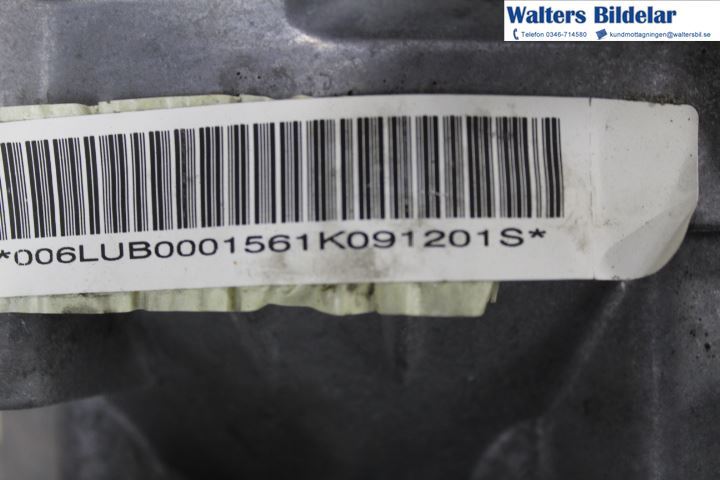 Walters Bildelar
Telefon 0346-714580 kundmottagningen@waltersbil.se
*006LUB0001561K091201S*